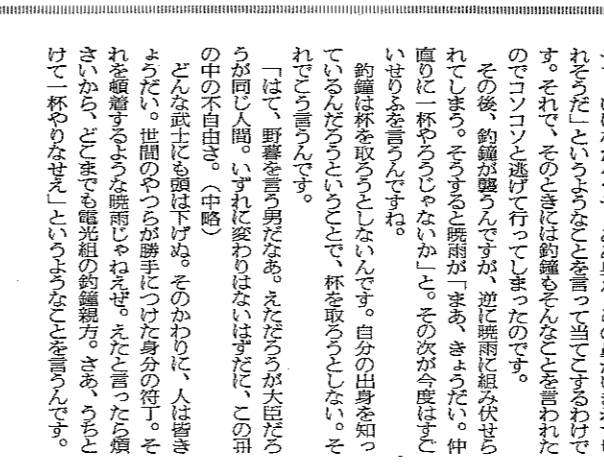 れそうだ」というようなことを言って当てこするわけで
す。それで、そのときには釣鐘もそんなことを言われた
のでコソコソと逃げて行ってしまったのです。
その後、釣鐘が襲うんですが、逆に暁雨に組み伏せら
れてしまう。そうすると暁雨が「まあ、きょうだい。仲
直りに一杯やろうじゃないか」と。その次が今度はすご
いせりふを言うんですね。
釣鐘は杯を取ろうとしないんです。自分の出身を知っ
ているんだろうということで、杯を取ろうとしない。そ
れでこう言うんです。
「はて、野暮を言う男だなあ。えただろうが大臣だろ
うが同じ人間。いずれに変わりはないはずだに、この丗
の中の不自由さ。（中略）
どんな武士にも頭は下げぬ。そのかわりに、人は皆き
ょうだい。世間のやつらが勝手につけた身分の符丁。そ
れを頓着するような暁雨じゃねえぜ。えたと言ったら煩
さいから、どこまでも電光組の釣鐘親方。さあ、うちと
けて一杯やりなせえ」というようなことを言うんです。